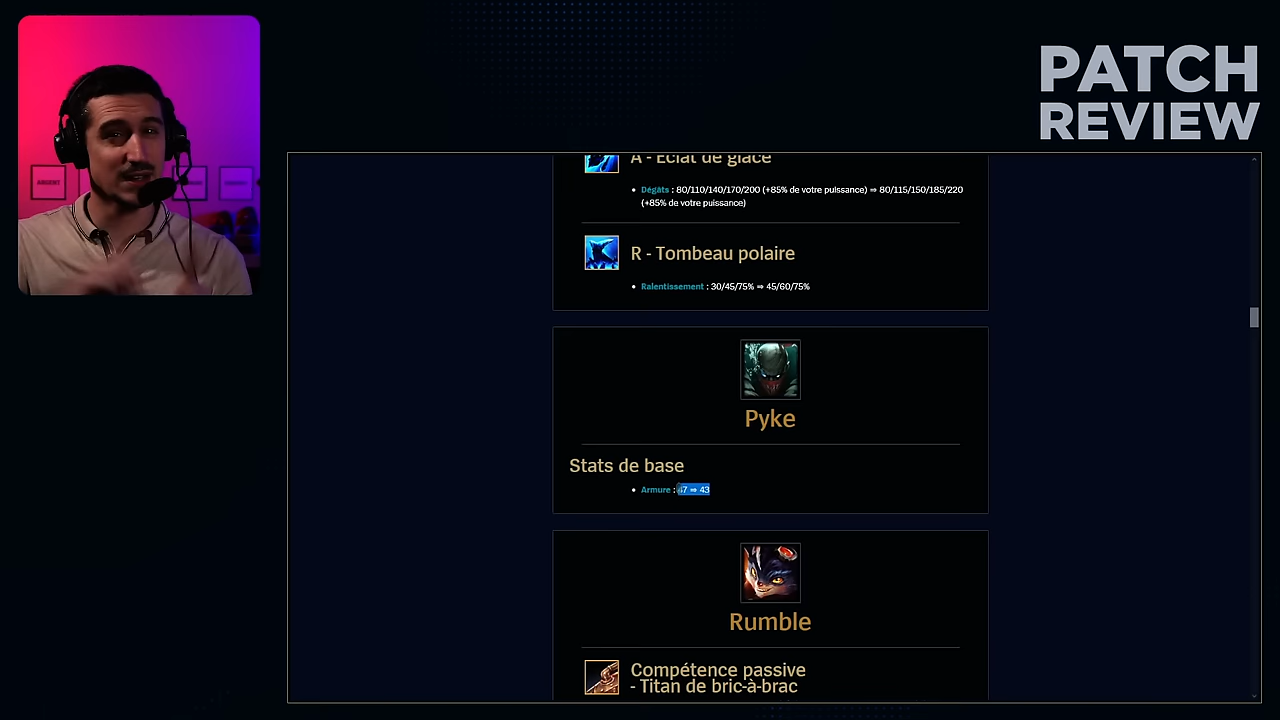 PATCH
REVIEW
ARGENT
A - Éclat de glace
• Dégâts : 80/110/140/170/200 (+85% de votre puissance) ⇒ 80/115/150/185/220
(+85% de votre puissance)
R - Tombeau polaire
• Ralentissement : 30/45/75% ⇒ 45/60/75%
Pyke
Stats de base
• Armure : 47 ⇒ 43
Rumble
Compétence passive
- Titan de bric-à-brac